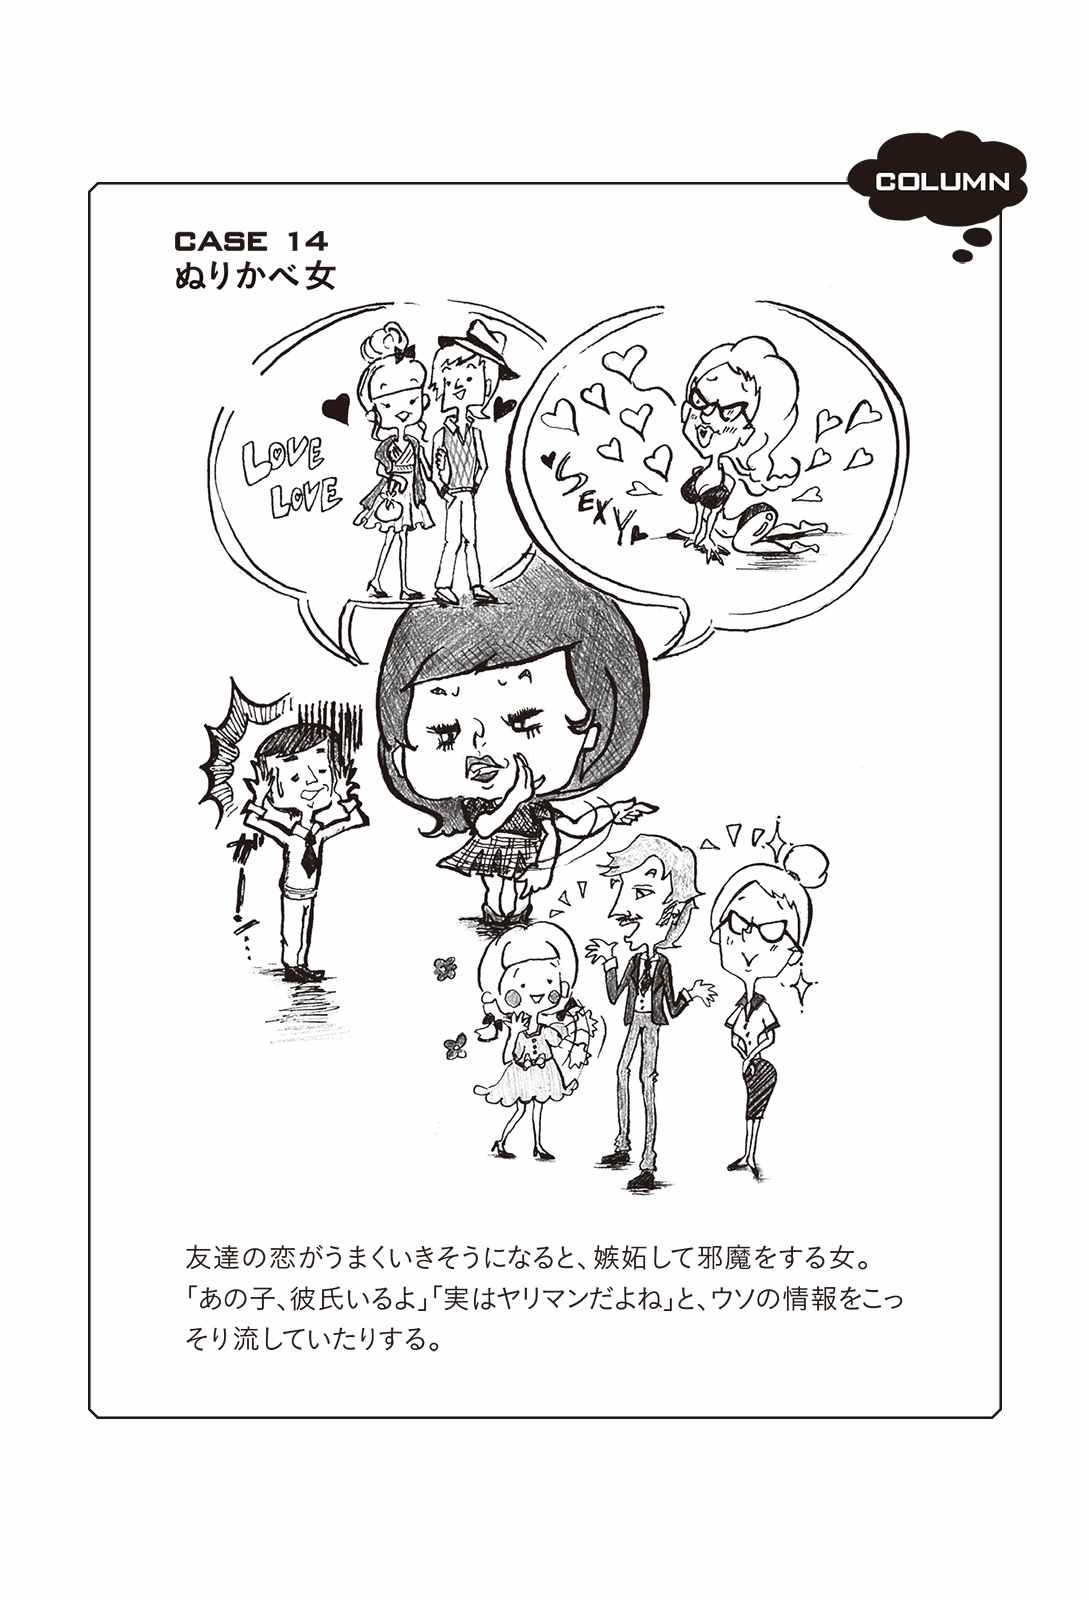 COLUMN
CASE 14
ぬりかべ女
LOVE
LOVE
SEXY
ガーン…
友達の恋がうまくいきそうになると、嫉妬して邪魔をする女。
「あの子、彼氏いるよ」「実はヤリマンだよね」と、ウソの情報をこっ
そり流していたりする。